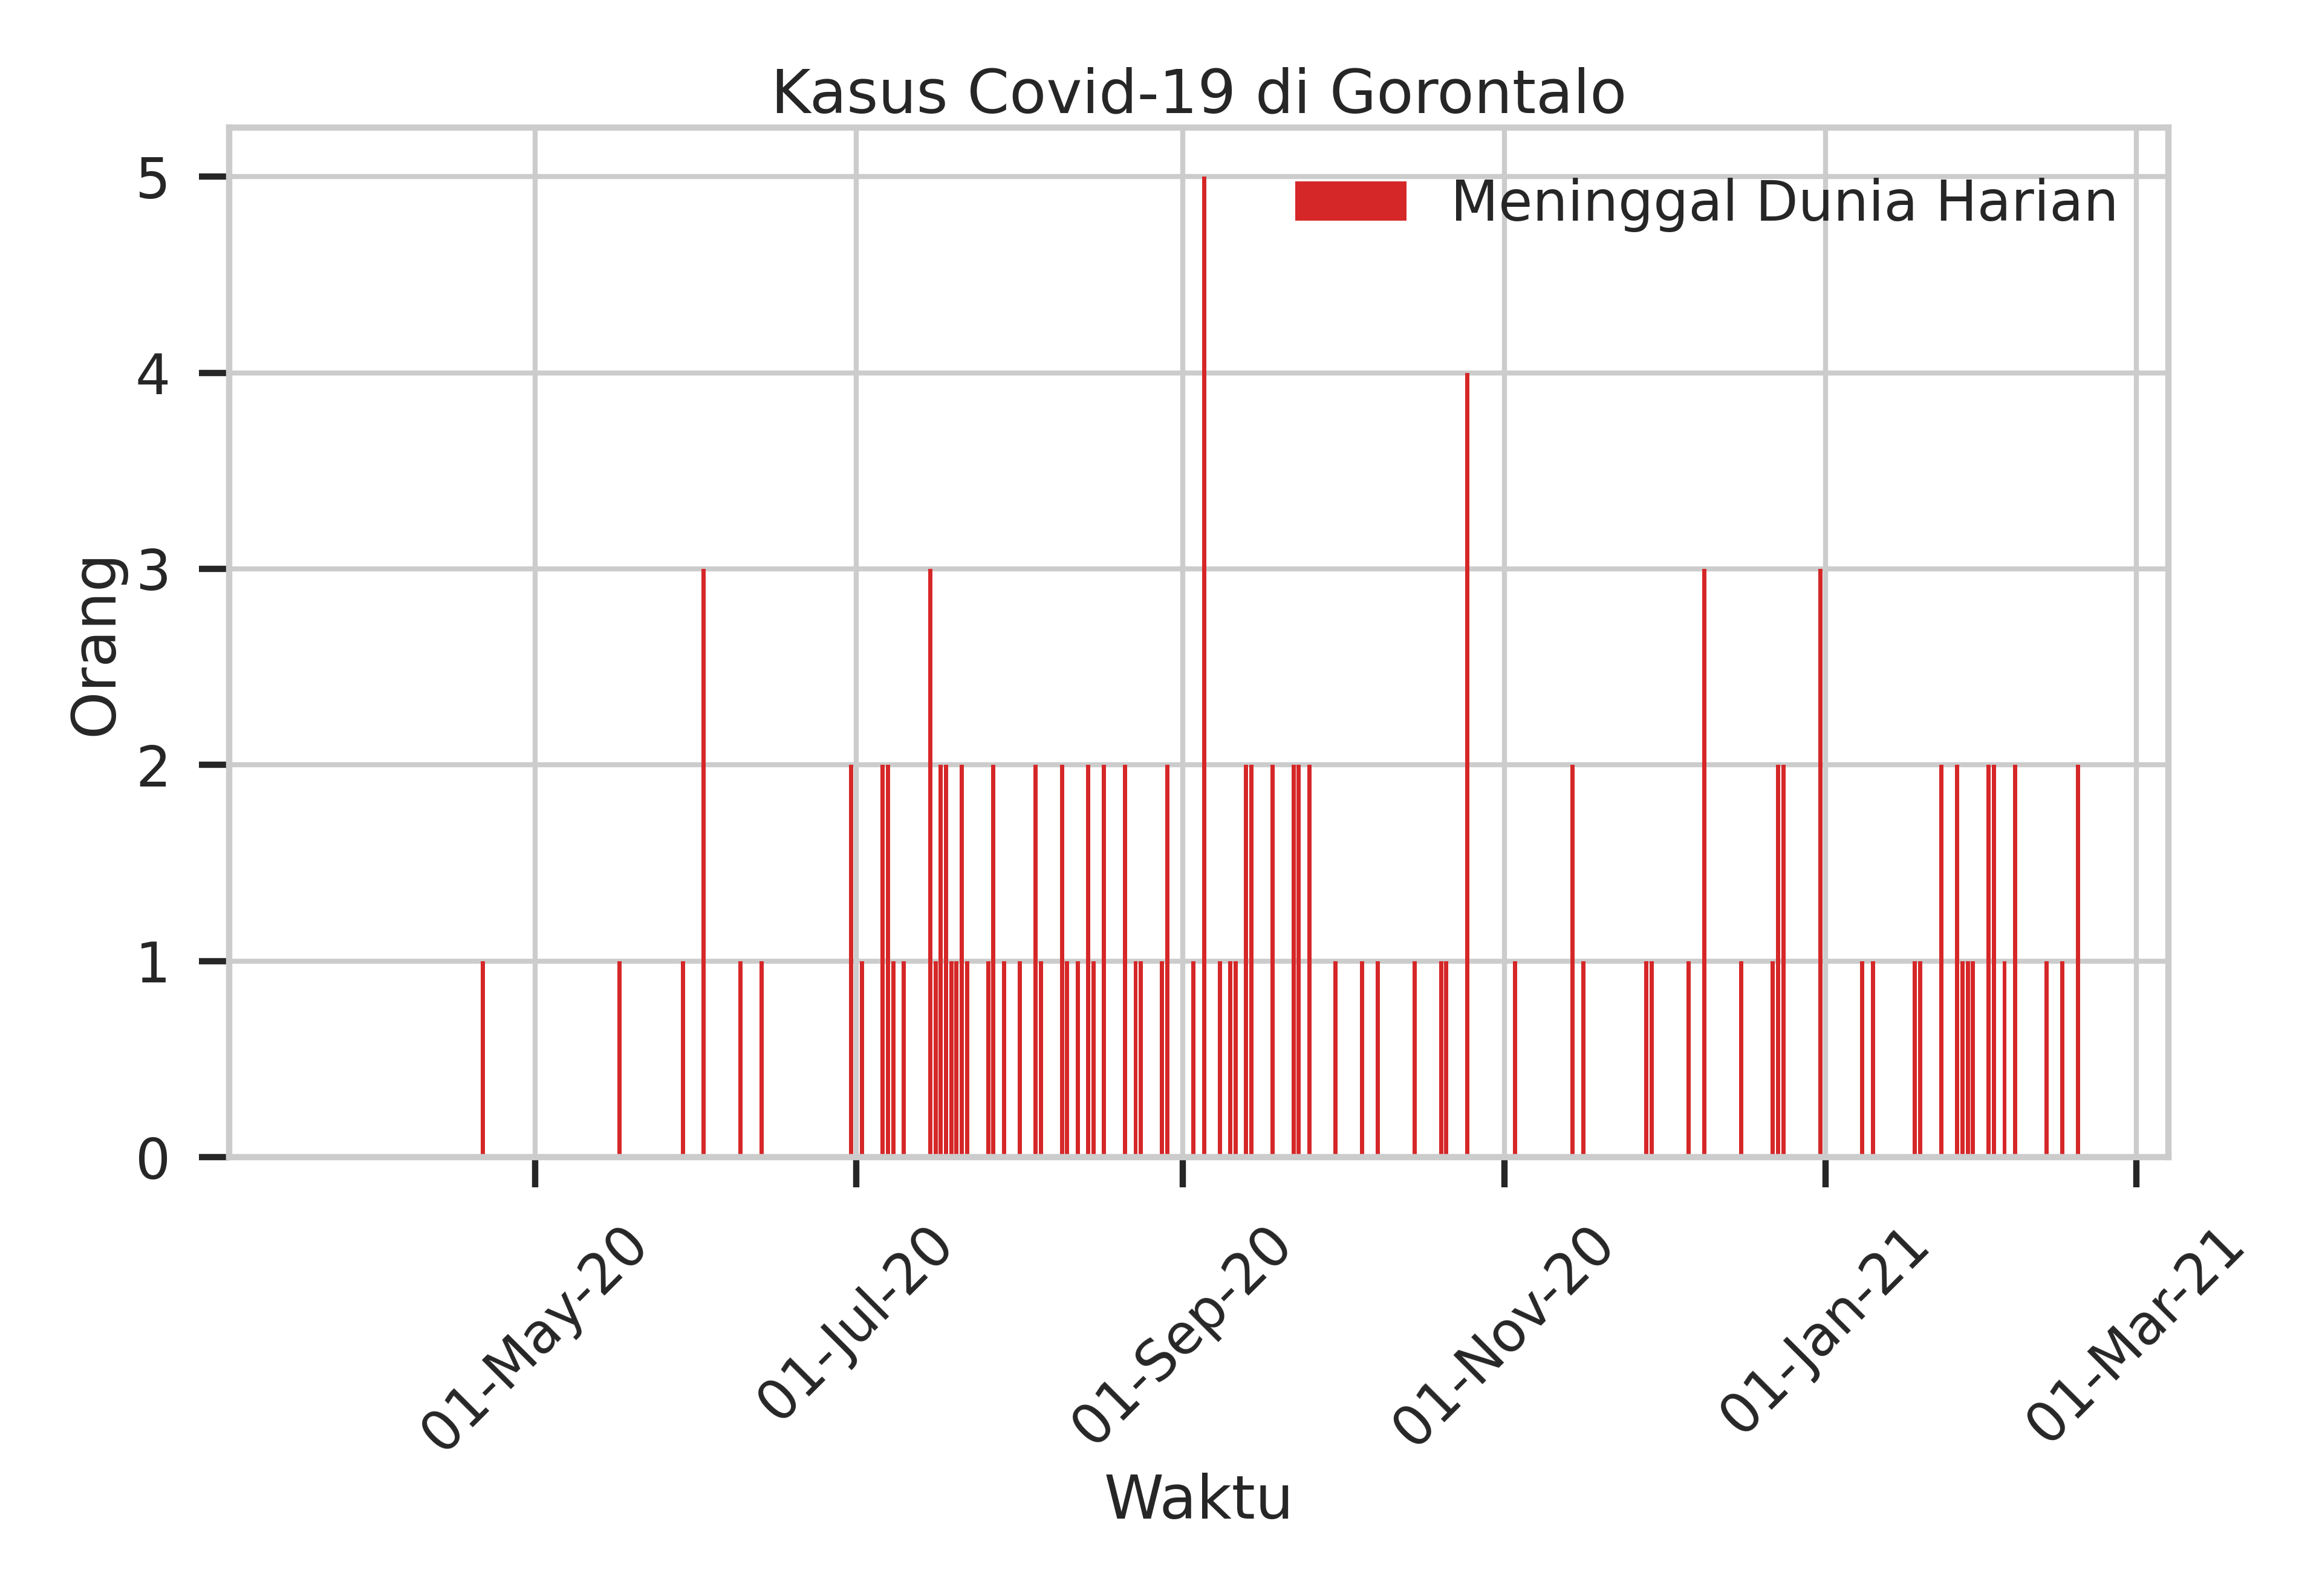 Kasus Covid-19 di Gorontalo
Meninggal Dunia Harian
Orang
5
4
3
2
1
0
01-May-20
01-Jul-20
01-Sep-20
01-Nov-20
01-Jan-21
01-Mar-21
Waktu